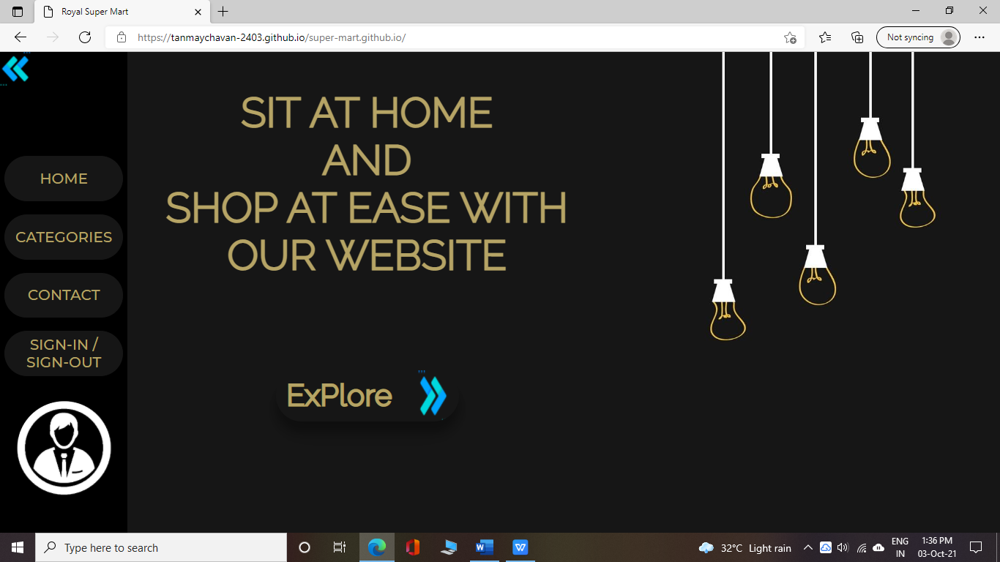 Royal Super Mart
https://tanmaychavan-2403.github.io/super-mart.github.io/
Not syncing
HOME
CATEGORIES
CONTACT
SIGN-IN /
SIGN-OUT
SIT AT HOME
AND
SHOP AT EASE WITH
OUR WEBSITE
ExPlore
Type here to search
32°C Light rain
ENG
IN
1:36 PM
03-Oct-21